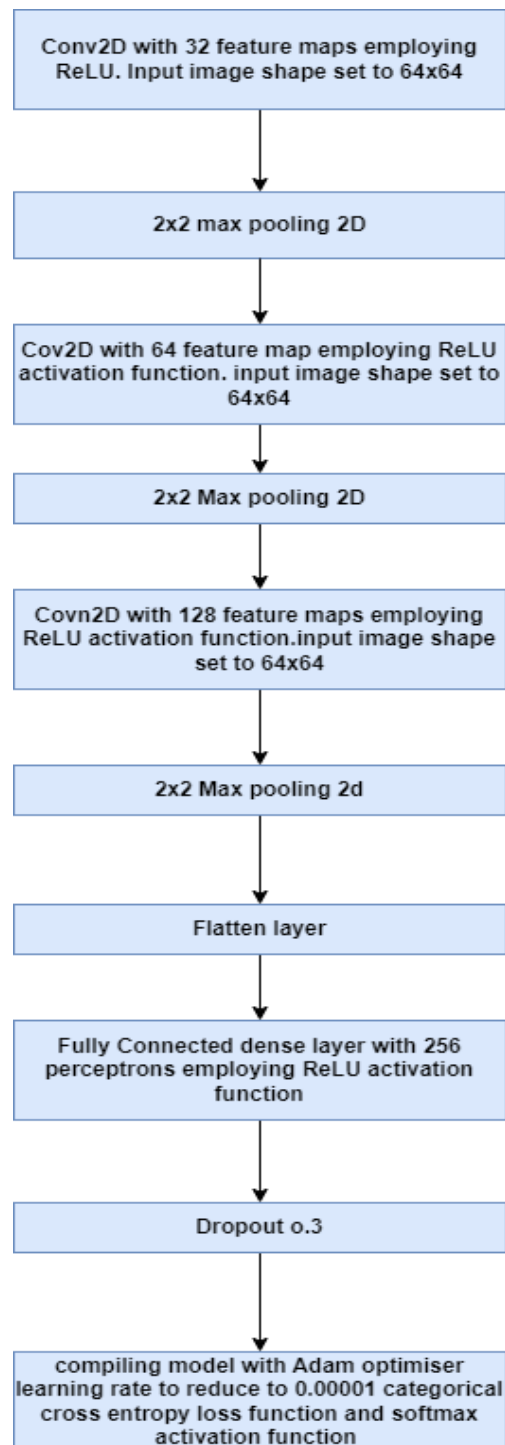 Conv2D with 32 feature maps employing
ReLU. Input image shape set to 64x64
2x2 max pooling 2D
Cov2D with 64 feature map employing ReLU
activation function. input image shape set to
64x64
2x2 Max pooling 2D
Covn2D with 128 feature maps employing
ReLU activation function.input image shape
set to 64x64
2x2 Max pooling 2d
Flatten layer
Fully Connected dense layer with 256
perceptrons employing ReLU activation
function
Dropout o.3
compiling model with Adam optimiser
learning rate to reduce to 0.00001 categorical
cross entropy loss function and softmax
activation function